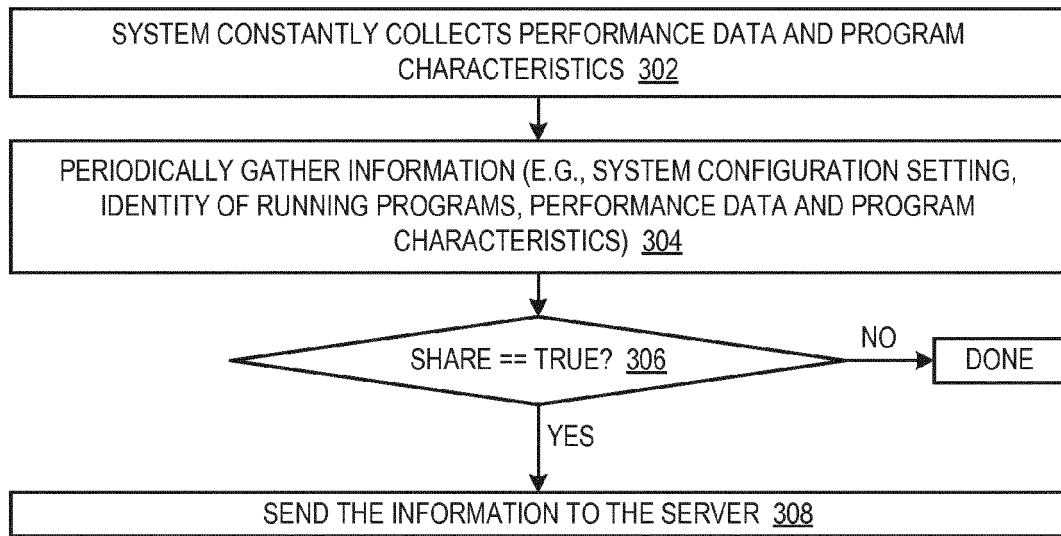 SYSTEM CONSTANTLY COLLECTS PERFORMANCE DATA AND PROGRAM
CHARACTERISTICS 302
PERIODICALLY GATHER INFORMATION (E.G., SYSTEM CONFIGURATION SETTING,
IDENTITY OF RUNNING PROGRAMS, PERFORMANCE DATA AND PROGRAM
CHARACTERISTICS) 304
SHARE == TRUE? 306
NO
DONE
YES
SEND THE INFORMATION TO THE SERVER 308